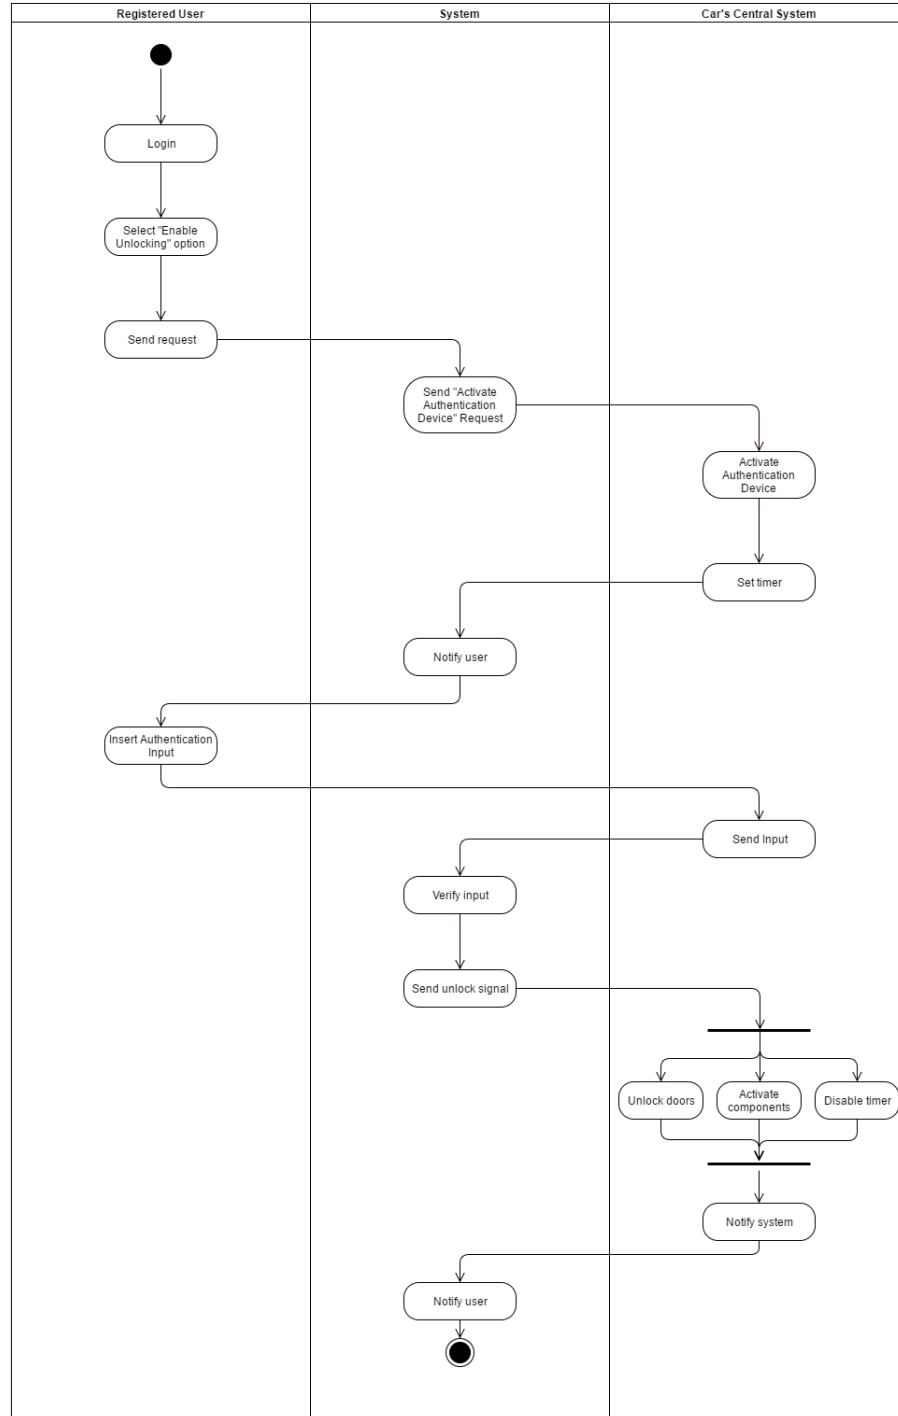 Registered User
System
Car's Central System
Login
Select "Enable
Unlocking" option
Send request
Send "Activate
Authentication
Device" Request
Activate
Authentication
Device
Set timer
Notify user
Insert Authentication
Input
Send Input
Verify input
Send unlock signal
Unlock doors
Activate
components
Disable timer
Notify system
Notify user